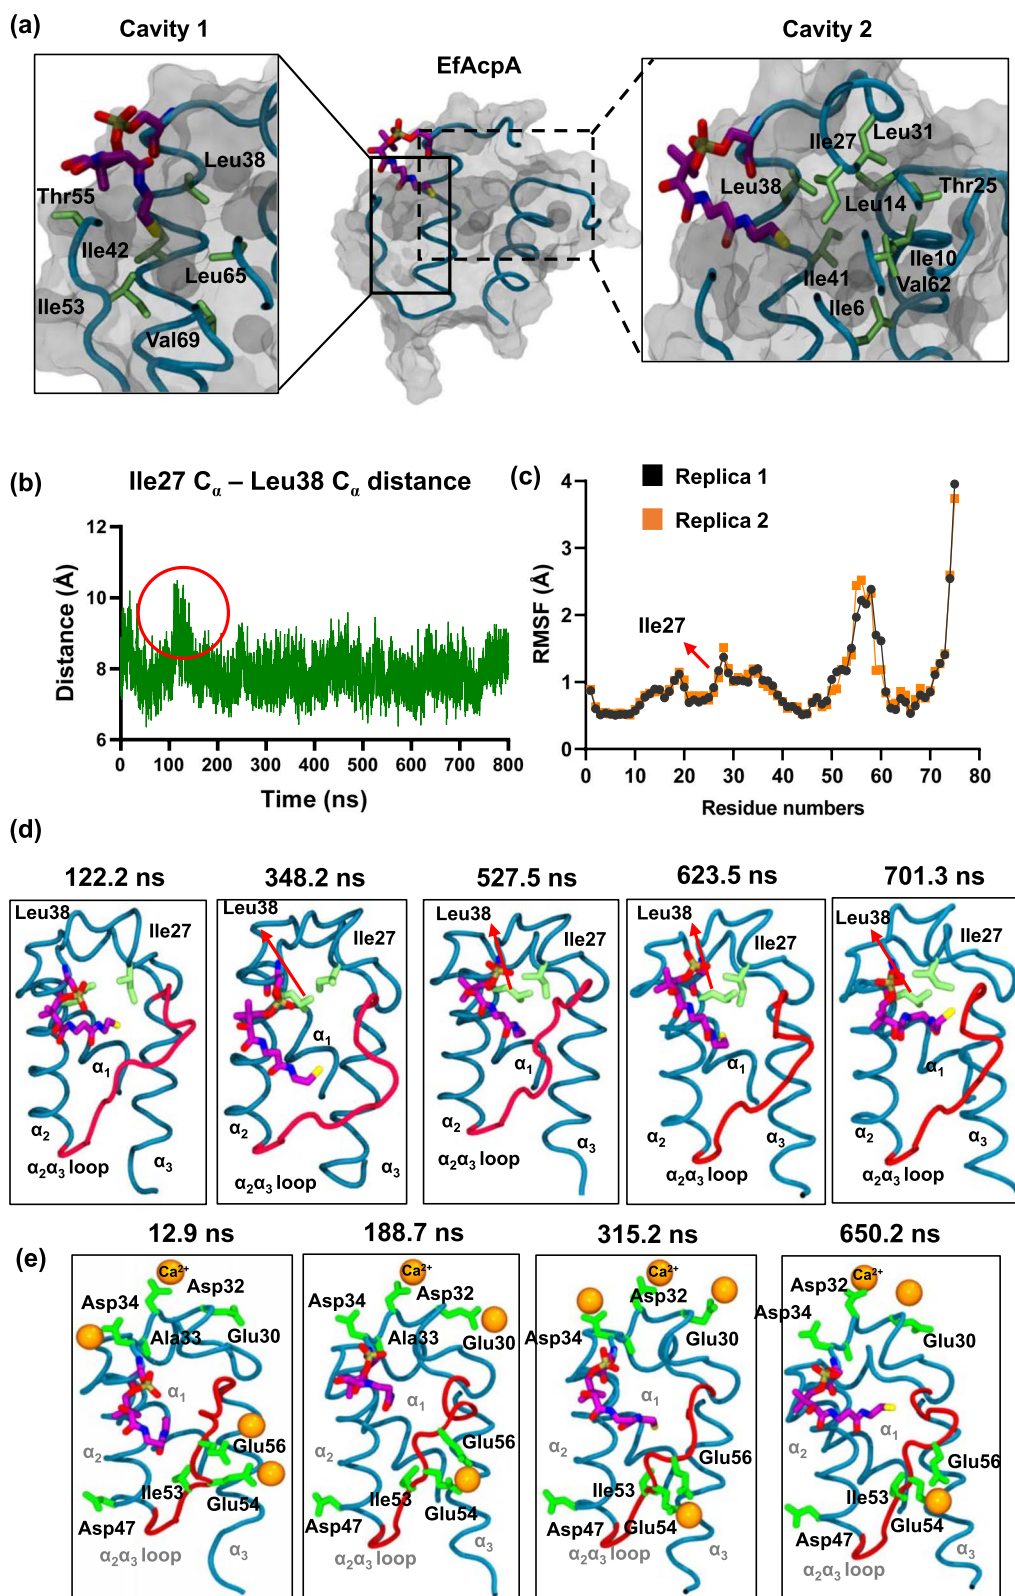 (a)
Cavity 1
EfAcpA
Cavity 2
Leu38
Thr55
Ile42
Leu65
Ile53
Val69
Leu31
Ile27
Leu38
Thr25
Leu14
Ile10
Ile41
Val62
Ile6
(b)
Ile27 Cα – Leu38 Cα distance
Distance (Å)
12
10
8
6
0 100 200 300 400 500 600 700 800
Time (ns)
(c)
Replica 1
Replica 2
RMSF (Å)
4
3
2
1
0
Ile27
0 10 20 30 40 50 60 70 80
Residue numbers
(d)
122.2 ns
Leu38
Ile27
α1
α2
α3
α2α3 loop
348.2 ns
Leu38
Ile27
α1
α2
α3
α2α3 loop
527.5 ns
Leu38
Ile27
α1
α2
α3
α2α3 loop
623.5 ns
Leu38
Ile27
α1
α2
α3
α2α3 loop
701.3 ns
Leu38
Ile27
α1
α2
α3
α2α3 loop
(e)
12.9 ns
Ca2+
Asp32
Asp34
Ala33
Glu30
α1
α2
Glu56
Ile53
Glu54
Asp47
α2α3 loop
α3
188.7 ns
Ca2+
Asp34
Asp32
Ala33
Glu30
α1
α2
Glu56
Ile53
Glu54
Asp47
α2α3 loop
α3
315.2 ns
Ca2+
Asp32
Asp34
Glu30
α1
α2
Glu56
Ile53
Glu54
α2α3 loop
α3
650.2 ns
Ca2+
Asp32
Asp34
Glu30
α1
α2
Glu56
Ile53
Glu54
Asp47
α2α3 loop
α3